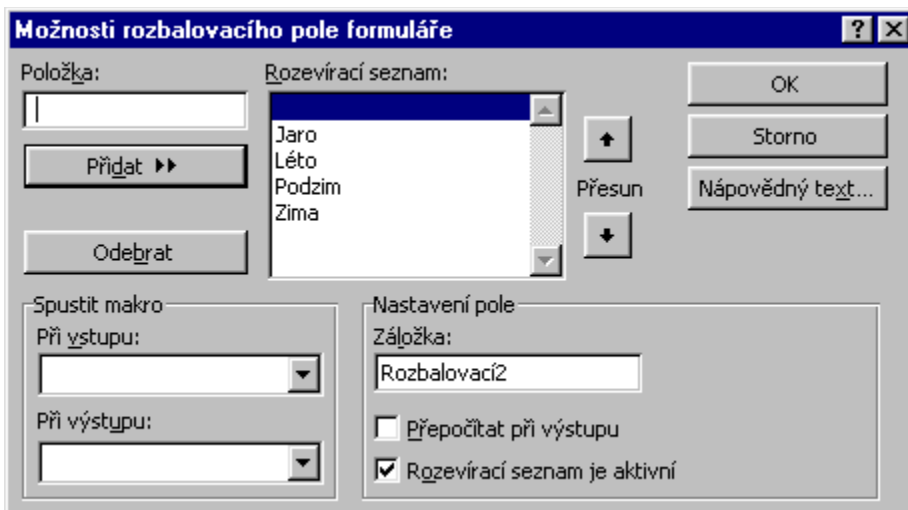 Možnosti rozbalovacího pole formuláře
Položka:
Rozevírací seznam:
OK
Jaro
Léto
Podzim
Zima
Storno
Přidat
Přesun
Nápovědný text...
Odebrat
Spustit makro
Při vstupu:
Při výstupu:
Nastavení pole
Záložka:
Rozbalovací2
Přepočítat při výstupu
Rozevírací seznam je aktivní